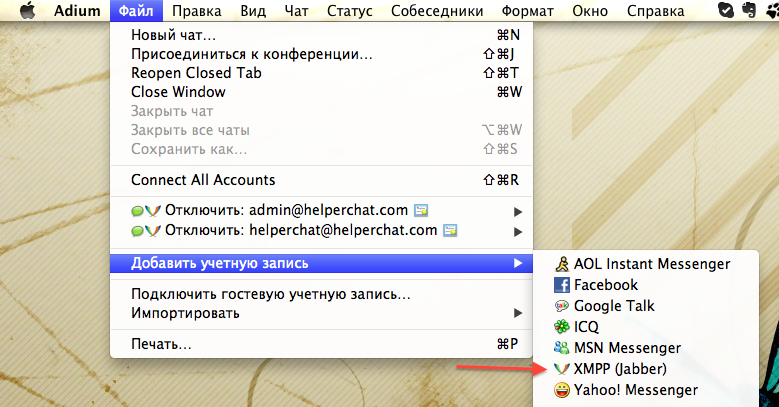 Adium Файл Правка Вид Чат Статус Собеседники Формат Окно Справка
Новый чат... ⌘N
Присоединиться к конференции... ⇧⌘J
Reopen Closed Tab ⇧⌘T
Close Window ⌘W
Закрыть чат
Закрыть все чаты ⌥⌘W
Сохранить как... ⇧⌘S
Connect All Accounts ⇧⌘R
Отключить: admin@helperchat.com
Отключить: helperchat@helperchat.com
Добавить учетную запись
AOL Instant Messenger
Facebook
Google Talk
ICQ
MSN Messenger
XMPP (Jabber)
Yahoo! Messenger
Подключить гостевую учетную запись...
Импортировать
Печать... ⌘P